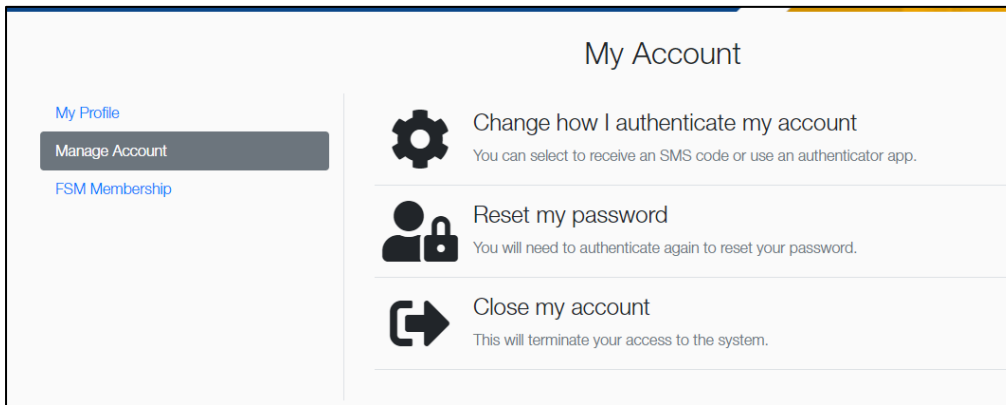 My Account
My Profile
Manage Account
FSM Membership
Change how I authenticate my account
You can select to receive an SMS code or use an authenticator app.
Reset my password
You will need to authenticate again to reset your password.
Close my account
This will terminate your access to the system.